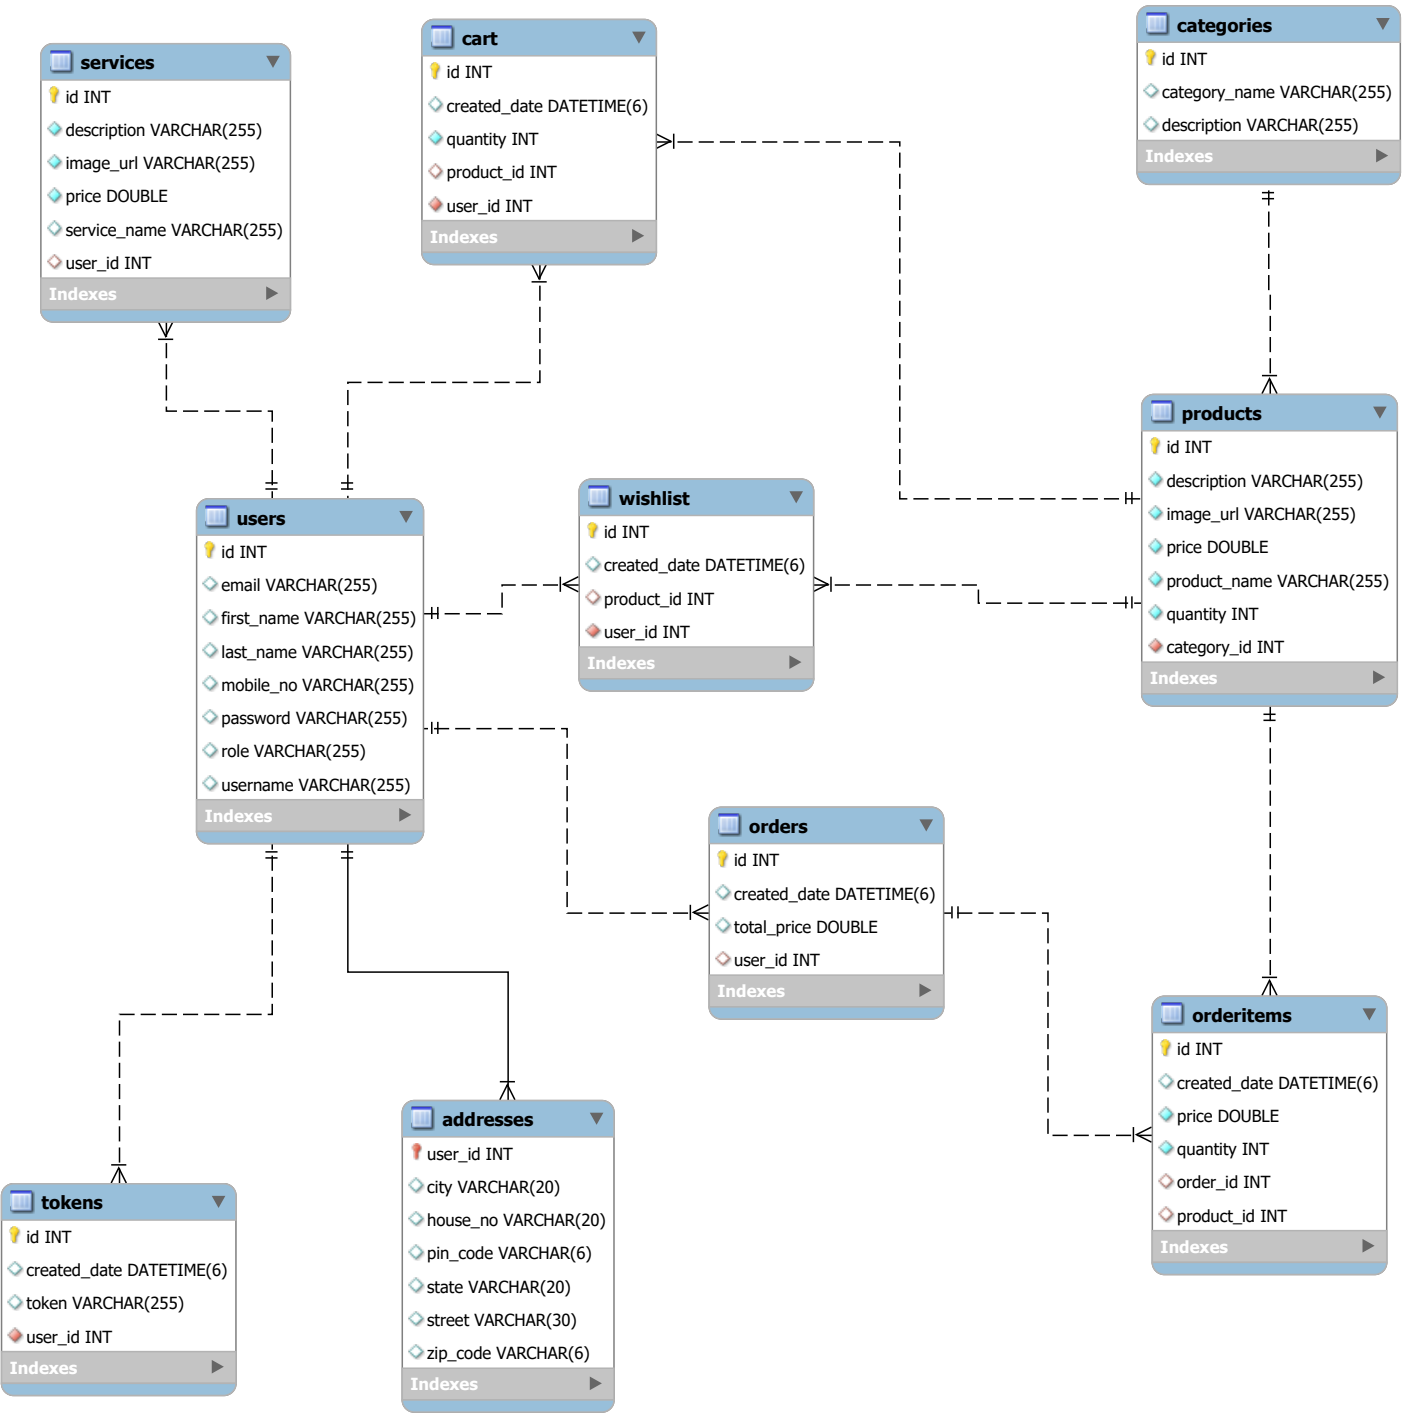 services
id INT
description VARCHAR(255)
image_url VARCHAR(255)
price DOUBLE
service_name VARCHAR(255)
user_id INT
Indexes
cart
id INT
created_date DATETIME(6)
quantity INT
product_id INT
user_id INT
Indexes
categories
id INT
category_name VARCHAR(255)
description VARCHAR(255)
Indexes
users
id INT
email VARCHAR(255)
first_name VARCHAR(255)
last_name VARCHAR(255)
mobile_no VARCHAR(255)
password VARCHAR(255)
role VARCHAR(255)
username VARCHAR(255)
Indexes
wishlist
id INT
created_date DATETIME(6)
product_id INT
user_id INT
Indexes
products
id INT
description VARCHAR(255)
image_url VARCHAR(255)
price DOUBLE
product_name VARCHAR(255)
quantity INT
category_id INT
Indexes
orders
id INT
created_date DATETIME(6)
total_price DOUBLE
user_id INT
Indexes
orderitems
id INT
created_date DATETIME(6)
price DOUBLE
quantity INT
order_id INT
product_id INT
Indexes
addresses
user_id INT
city VARCHAR(20)
house_no VARCHAR(20)
pin_code VARCHAR(6)
state VARCHAR(20)
street VARCHAR(30)
zip_code VARCHAR(6)
Indexes
tokens
id INT
created_date DATETIME(6)
token VARCHAR(255)
user_id INT
Indexes